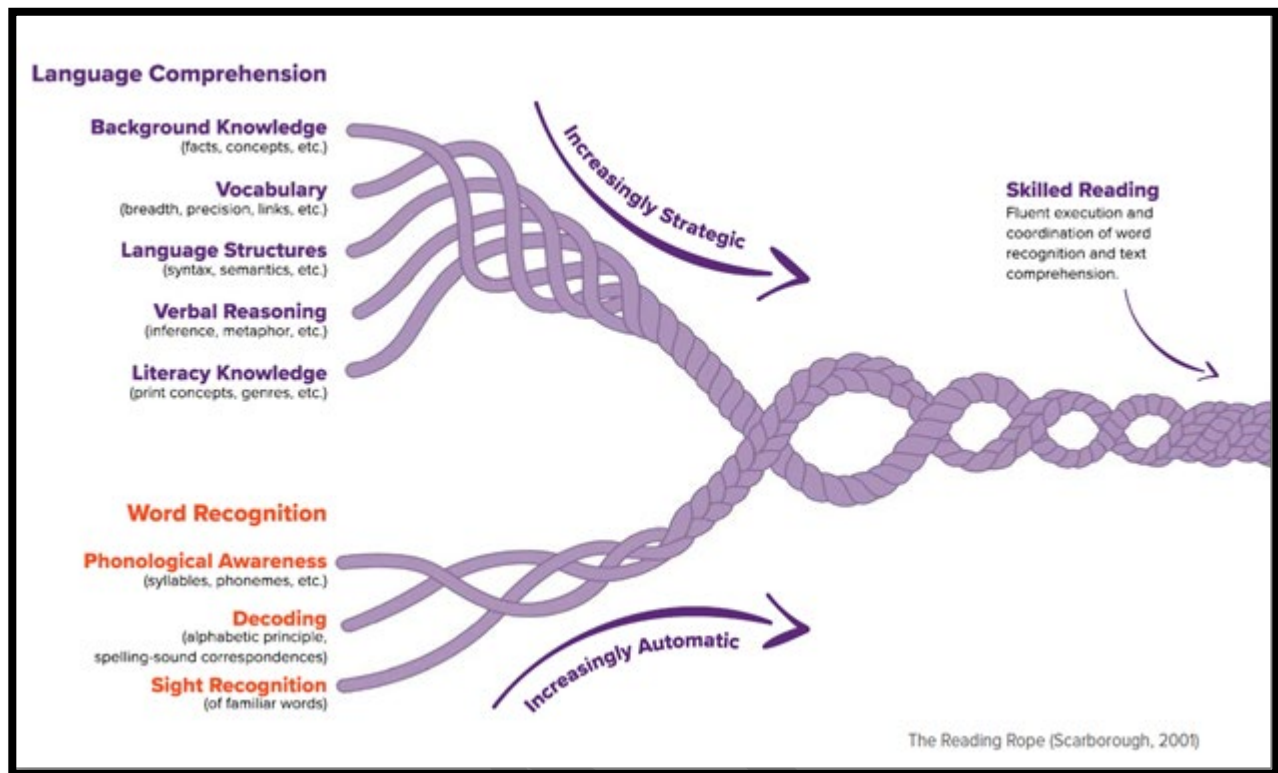 Language Comprehension
Background Knowledge
(facts, concepts, etc.)
Vocabulary
(breadth, precision, links, etc.)
Language Structures
(syntax, semantics, etc.)
Verbal Reasoning
(inference, metaphor, etc.)
Literacy Knowledge
(print concepts, genres, etc.)
Increasingly Strategic
Skilled Reading
Fluent execution and
coordination of word
recognition and text
comprehension.
Word Recognition
Phonological Awareness
(syllables, phonemes, etc.)
Decoding
(alphabetic principle,
spelling-sound correspondences)
Sight Recognition
(of familiar words)
Increasingly Automatic
The Reading Rope (Scarborough, 2001)